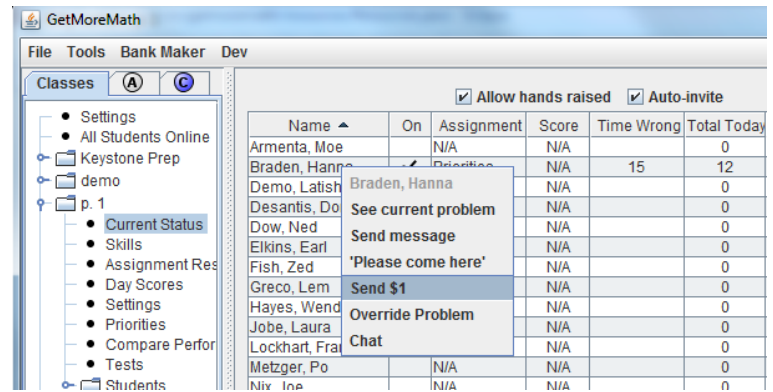 GetMoreMath
File Tools Bank Maker Dev
Classes A C
Allow hands raised Auto-invite
Settings
All Students Online
Keystone Prep
demo
p. 1
Current Status
Skills
Assignment Res
Day Scores
Settings
Priorities
Compare Perfor
Tests
Students
Name On Assignment Score Time Wrong Total Today
Armenta, Moe N/A N/A 0
Braden, Hanna Priorities N/A 15 12
Demo, Latish N/A 0
Desantis, Do N/A 0
Dow, Ned N/A 0
Elkins, Earl N/A 0
Fish, Zed N/A 0
Greco, Lem N/A 0
Hayes, Wend N/A 0
Jobe, Laura N/A 0
Lockhart, Fra N/A 0
Metzger, Po N/A N/A 0
Nix, Joe N/A N/A 0
Braden, Hanna
See current problem
Send message
'Please come here'
Send $1
Override Problem
Chat